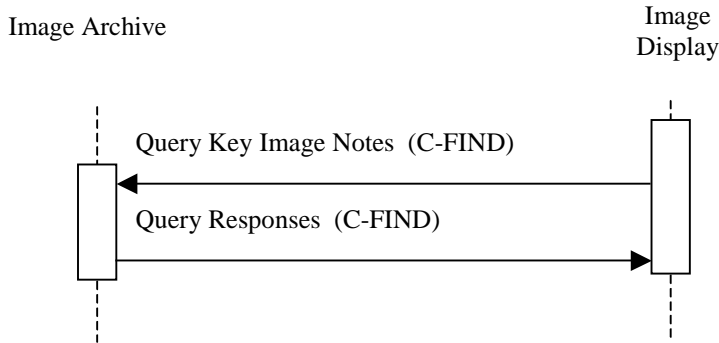 Image Archive
Image
Display
Query Key Image Notes (C-FIND)
Query Responses (C-FIND)